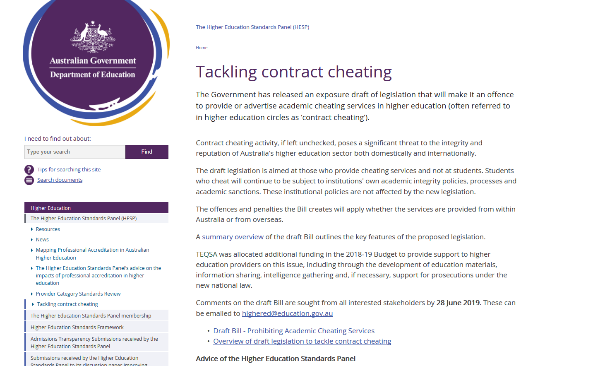 Australian Government
Department of Education
I need to find out about:
Type your search
Find
? Tips for searching this site
Search documents
Higher Education
The Higher Education Standards Panel (HESP)
Resources
News
Mapping Professional Accreditation in Australian
Higher Education
The Higher Education Standards Panel's advice on the
impacts of professional accreditation in higher
education
Provider Category Standards Review
Tackling contract cheating
The Higher Education Standards Panel membership
Higher Education Standards Framework
Admissions Transparency Submissions received by the
Higher Education Standards Panel
Submissions received by the Higher Education
Standards Panel to its discussion paper improving
The Higher Education Standards Panel (HESP)
Home
Tackling contract cheating
The Government has released an exposure draft of legislation that will make it an offence
to provide or advertise academic cheating services in higher education (often referred to
in higher education circles as 'contract cheating').
Contract cheating activity, if left unchecked, poses a significant threat to the integrity and
reputation of Australia's higher education sector both domestically and internationally.
The draft legislation is aimed at those who provide cheating services and not at students. Students
who cheat will continue to be subject to institutions' own academic integrity policies, processes and
academic sanctions. These institutional policies are not affected by the new legislation.
The offences and penalties the Bill creates will apply whether the services are provided from within
Australia or from overseas.
A summary overview of the draft Bill outlines the key features of the proposed legislation.
TEQSA was allocated additional funding in the 2018-19 Budget to provide support to higher
education providers on this issue, including through the development of education materials,
information sharing, intelligence gathering and, if necessary, support for prosecutions under the
new national law.
Comments on the draft Bill are sought from all interested stakeholders by 28 June 2019. These can
be emailed to highered@education.gov.au
• Draft Bill - Prohibiting Academic Cheating Services
• Overview of draft legislation to tackle contract cheating
Advice of the Higher Education Standards Panel